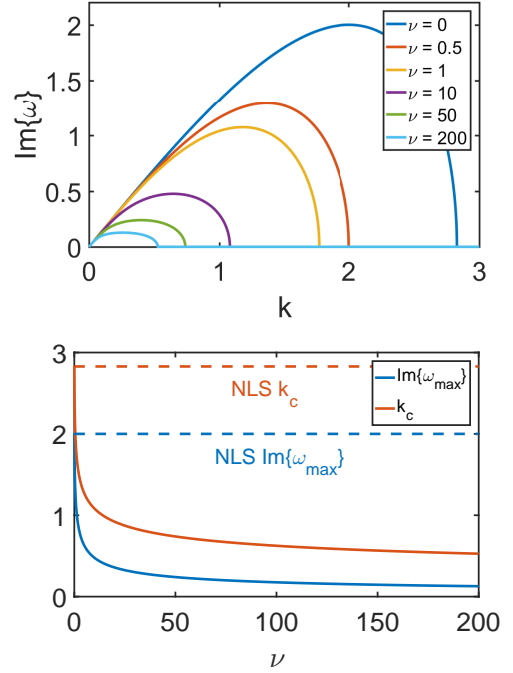 2
1.5
1
0.5
0
Im{ω}
ν = 0
ν = 0.5
ν = 1
ν = 10
ν = 50
ν = 200
0 1 2 3
k
3
2
1
0
NLS k_c
NLS Im{ω_max}
Im{ω_max}
k_c
0 50 100 150 200
ν